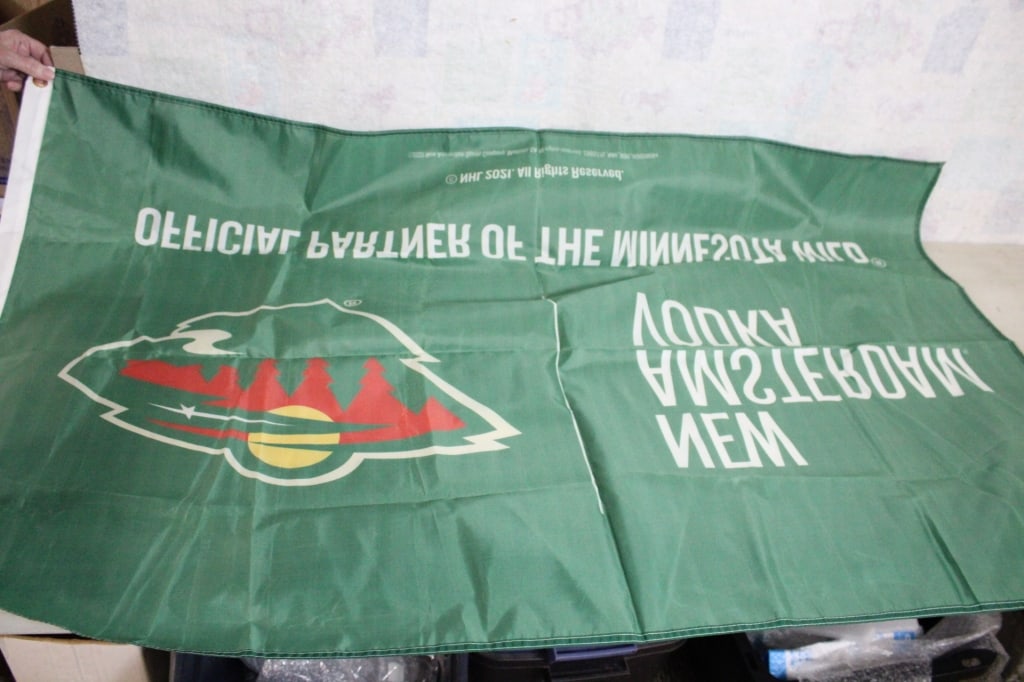 NEW
AMSTERDAM
VODKA
OFFICIAL PARTNER OF THE MINNESOTA WILD®
© NHL 2021. All Rights Reserved.